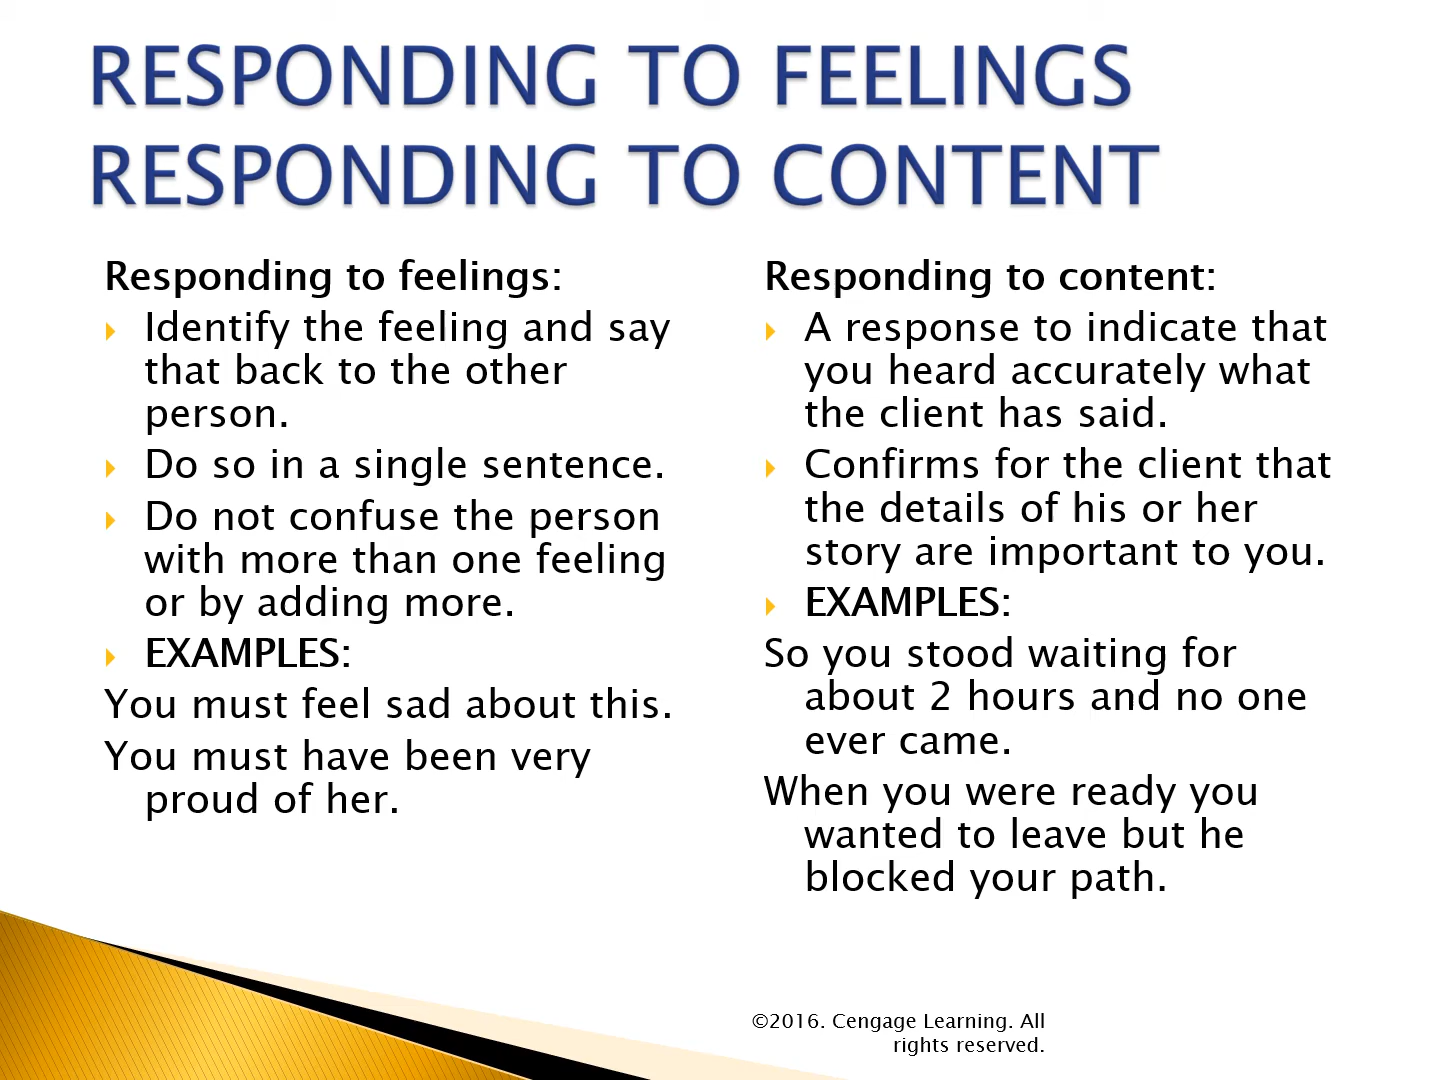 RESPONDING TO FEELINGS
RESPONDING TO CONTENT
Responding to feelings:
Identify the feeling and say
that back to the other
person.
Do so in a single sentence.
Do not confuse the person
with more than one feeling
or by adding more.
EXAMPLES:
You must feel sad about this.
You must have been very
proud of her.
Responding to content:
A response to indicate that
you heard accurately what
the client has said.
Confirms for the client that
the details of his or her
story are important to you.
EXAMPLES:
So you stood waiting for
about 2 hours and no one
ever came.
When you were ready you
wanted to leave but he
blocked your path.
©2016. Cengage Learning. All
rights reserved.